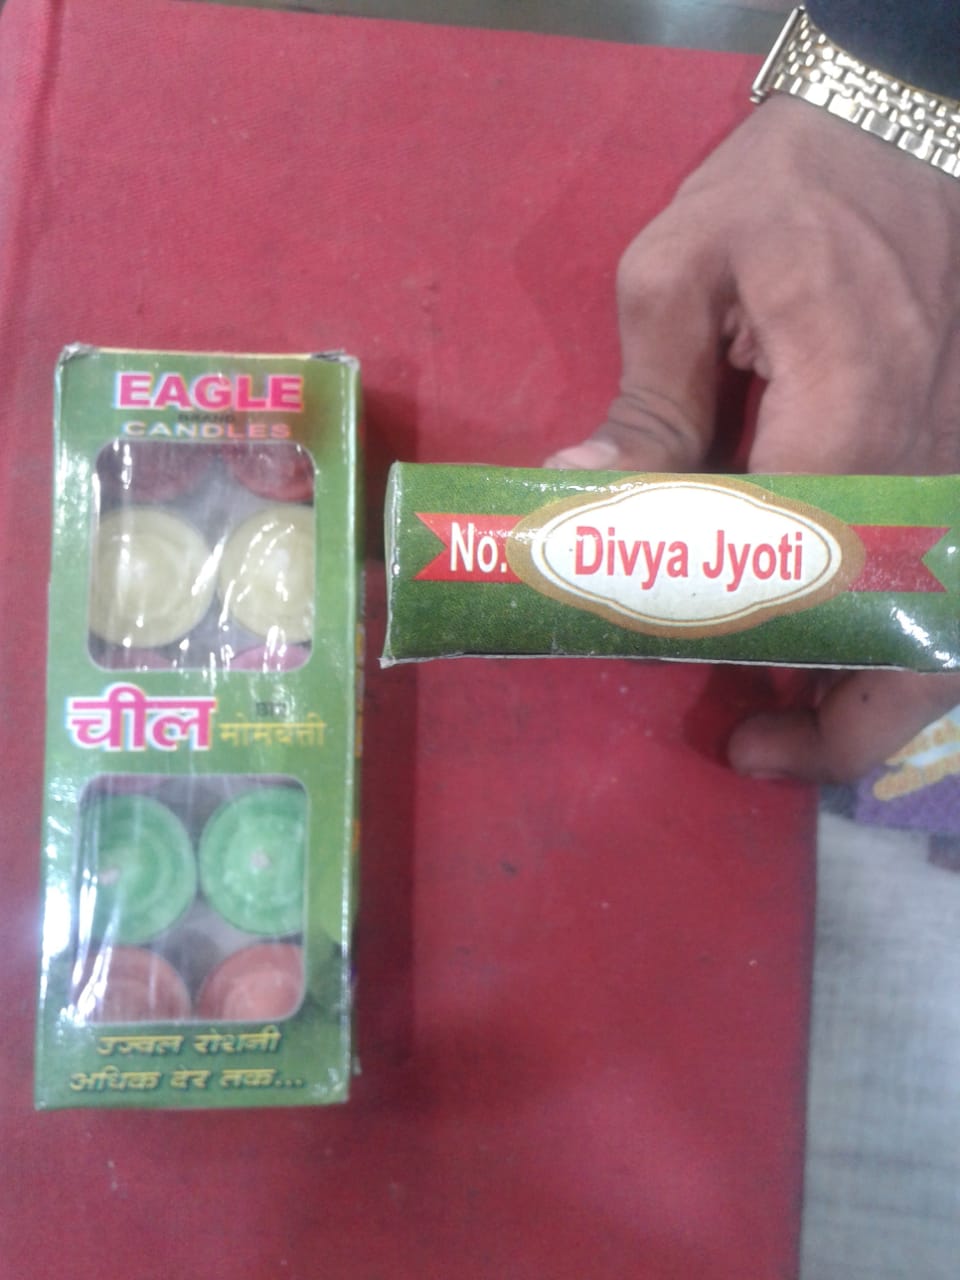 EAGLE
BRAND
CANDLES
चील
मोमबत्ती
उज्वल रोशनी
अधिक देर तक...
No.
Divya Jyoti